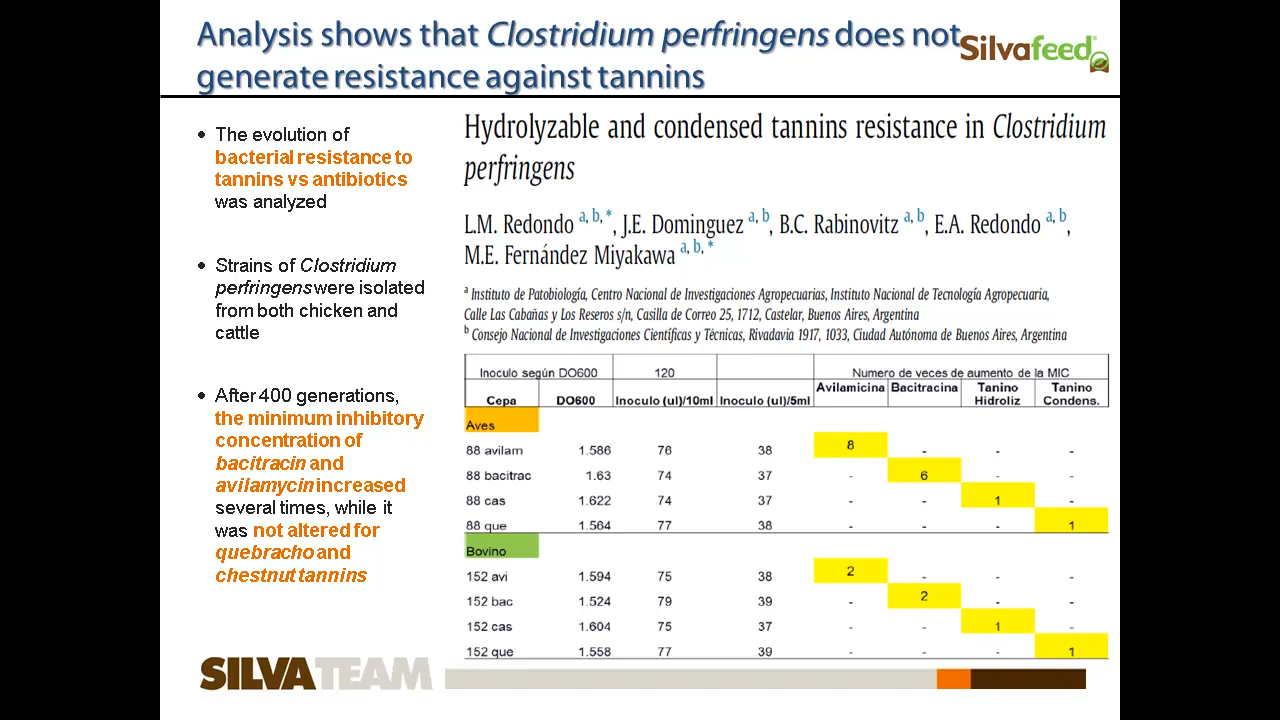 Analysis shows that Clostridium perfringens does not
generate resistance against tannins
Silvafeed®
• The evolution of
bacterial resistance to
tannins vs antibiotics
was analyzed
• Strains of Clostridium
perfringens were isolated
from both chicken and
cattle
• After 400 generations,
the minimum inhibitory
concentration of
bacitracin and
avilamycin increased
several times, while it
was not altered for
quebracho and
chestnut tannins
Hydrolyzable and condensed tannins resistance in Clostridium
perfringens
L.M. Redondo a, b, *, J.E. Dominguez a, b, B.C. Rabinovitz a, b, E.A. Redondo a, b,
M.E. Fernández Miyakawa a, b, *
a Instituto de Patobiología, Centro Nacional de Investigaciones Agropecuarias, Instituto Nacional de Tecnología Agropecuaria,
Calle Las Cabañas y Los Reseros s/n, Casilla de Correo 25, 1712, Castelar, Buenos Aires, Argentina
b Consejo Nacional de Investigaciones Científicas y Técnicas, Rivadavia 1917, 1033, Ciudad Autónoma de Buenos Aires, Argentina
Inoculo según DO600 120 Numero de veces de aumento de la MIC
Cepa DO600 Inoculo (ul)/10ml Inoculo (ul)/5ml Avilamicina Bacitracina Tanino Hidroliz Tanino Condens.
Aves
88 avilam 1.586 76 38 8 - - -
88 bacitrac 1.63 74 37 - 6 - -
88 cas 1.622 74 37 - - 1 -
88 que 1.564 77 38 - - - 1
Bovino
152 avi 1.594 75 38 2 - - -
152 bac 1.524 79 39 - 2 - -
152 cas 1.604 75 37 - - 1 -
152 que 1.558 77 39 - - - 1
SILVATEAM